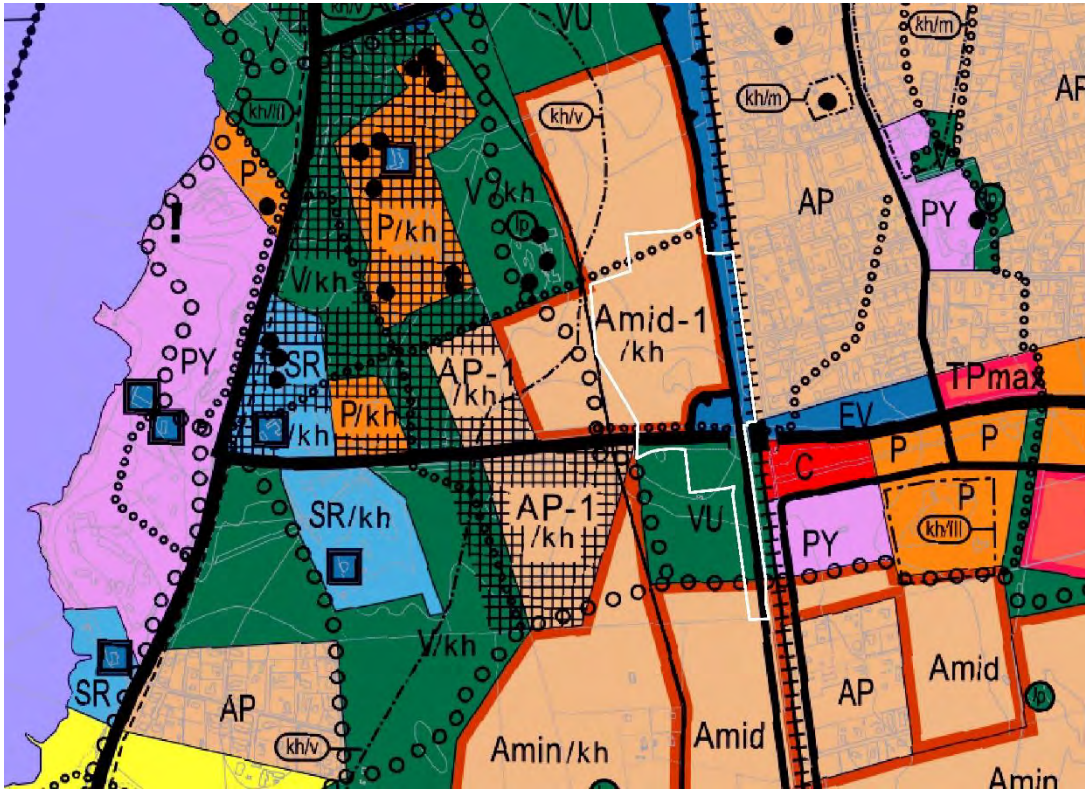 kh/v
V
VU
kh/m
kh/III
kh/v
kh/m
AP
P
V/kh
lp
V
AP
PY
P/kh
!
V/kh
Amid-1
/kh
PY
SR
/kh
AP-1
/kh
TPmax
P/kh
EV
P
P
C
AP-1
/kh
P
SR/kh
VU
PY
kh/III
V/kh
SR
AP
AP
Amid
lp
kh/v
Amin/kh
Amid
Amin